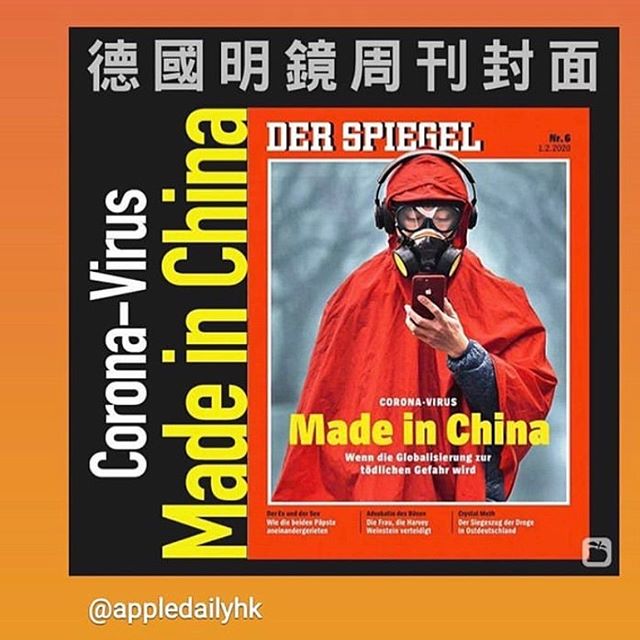 德國明鏡周刊封面
Corona-Virus
Made in China
DER SPIEGEL
Nr. 6
1.2.2020
CORONA-VIRUS
Made in China
Wenn die Globalisierung zur
tödlichen Gefahr wird
Der Ex und der Neue
Wie die beiden Päpste
aneinandergerieten
Advokatin des Bösen
Die Frau, die Harvey
Weinstein verteidigt
Crystal Meth
Der Siegeszug der Droge
in Ostdeutschland
@appledailyhk